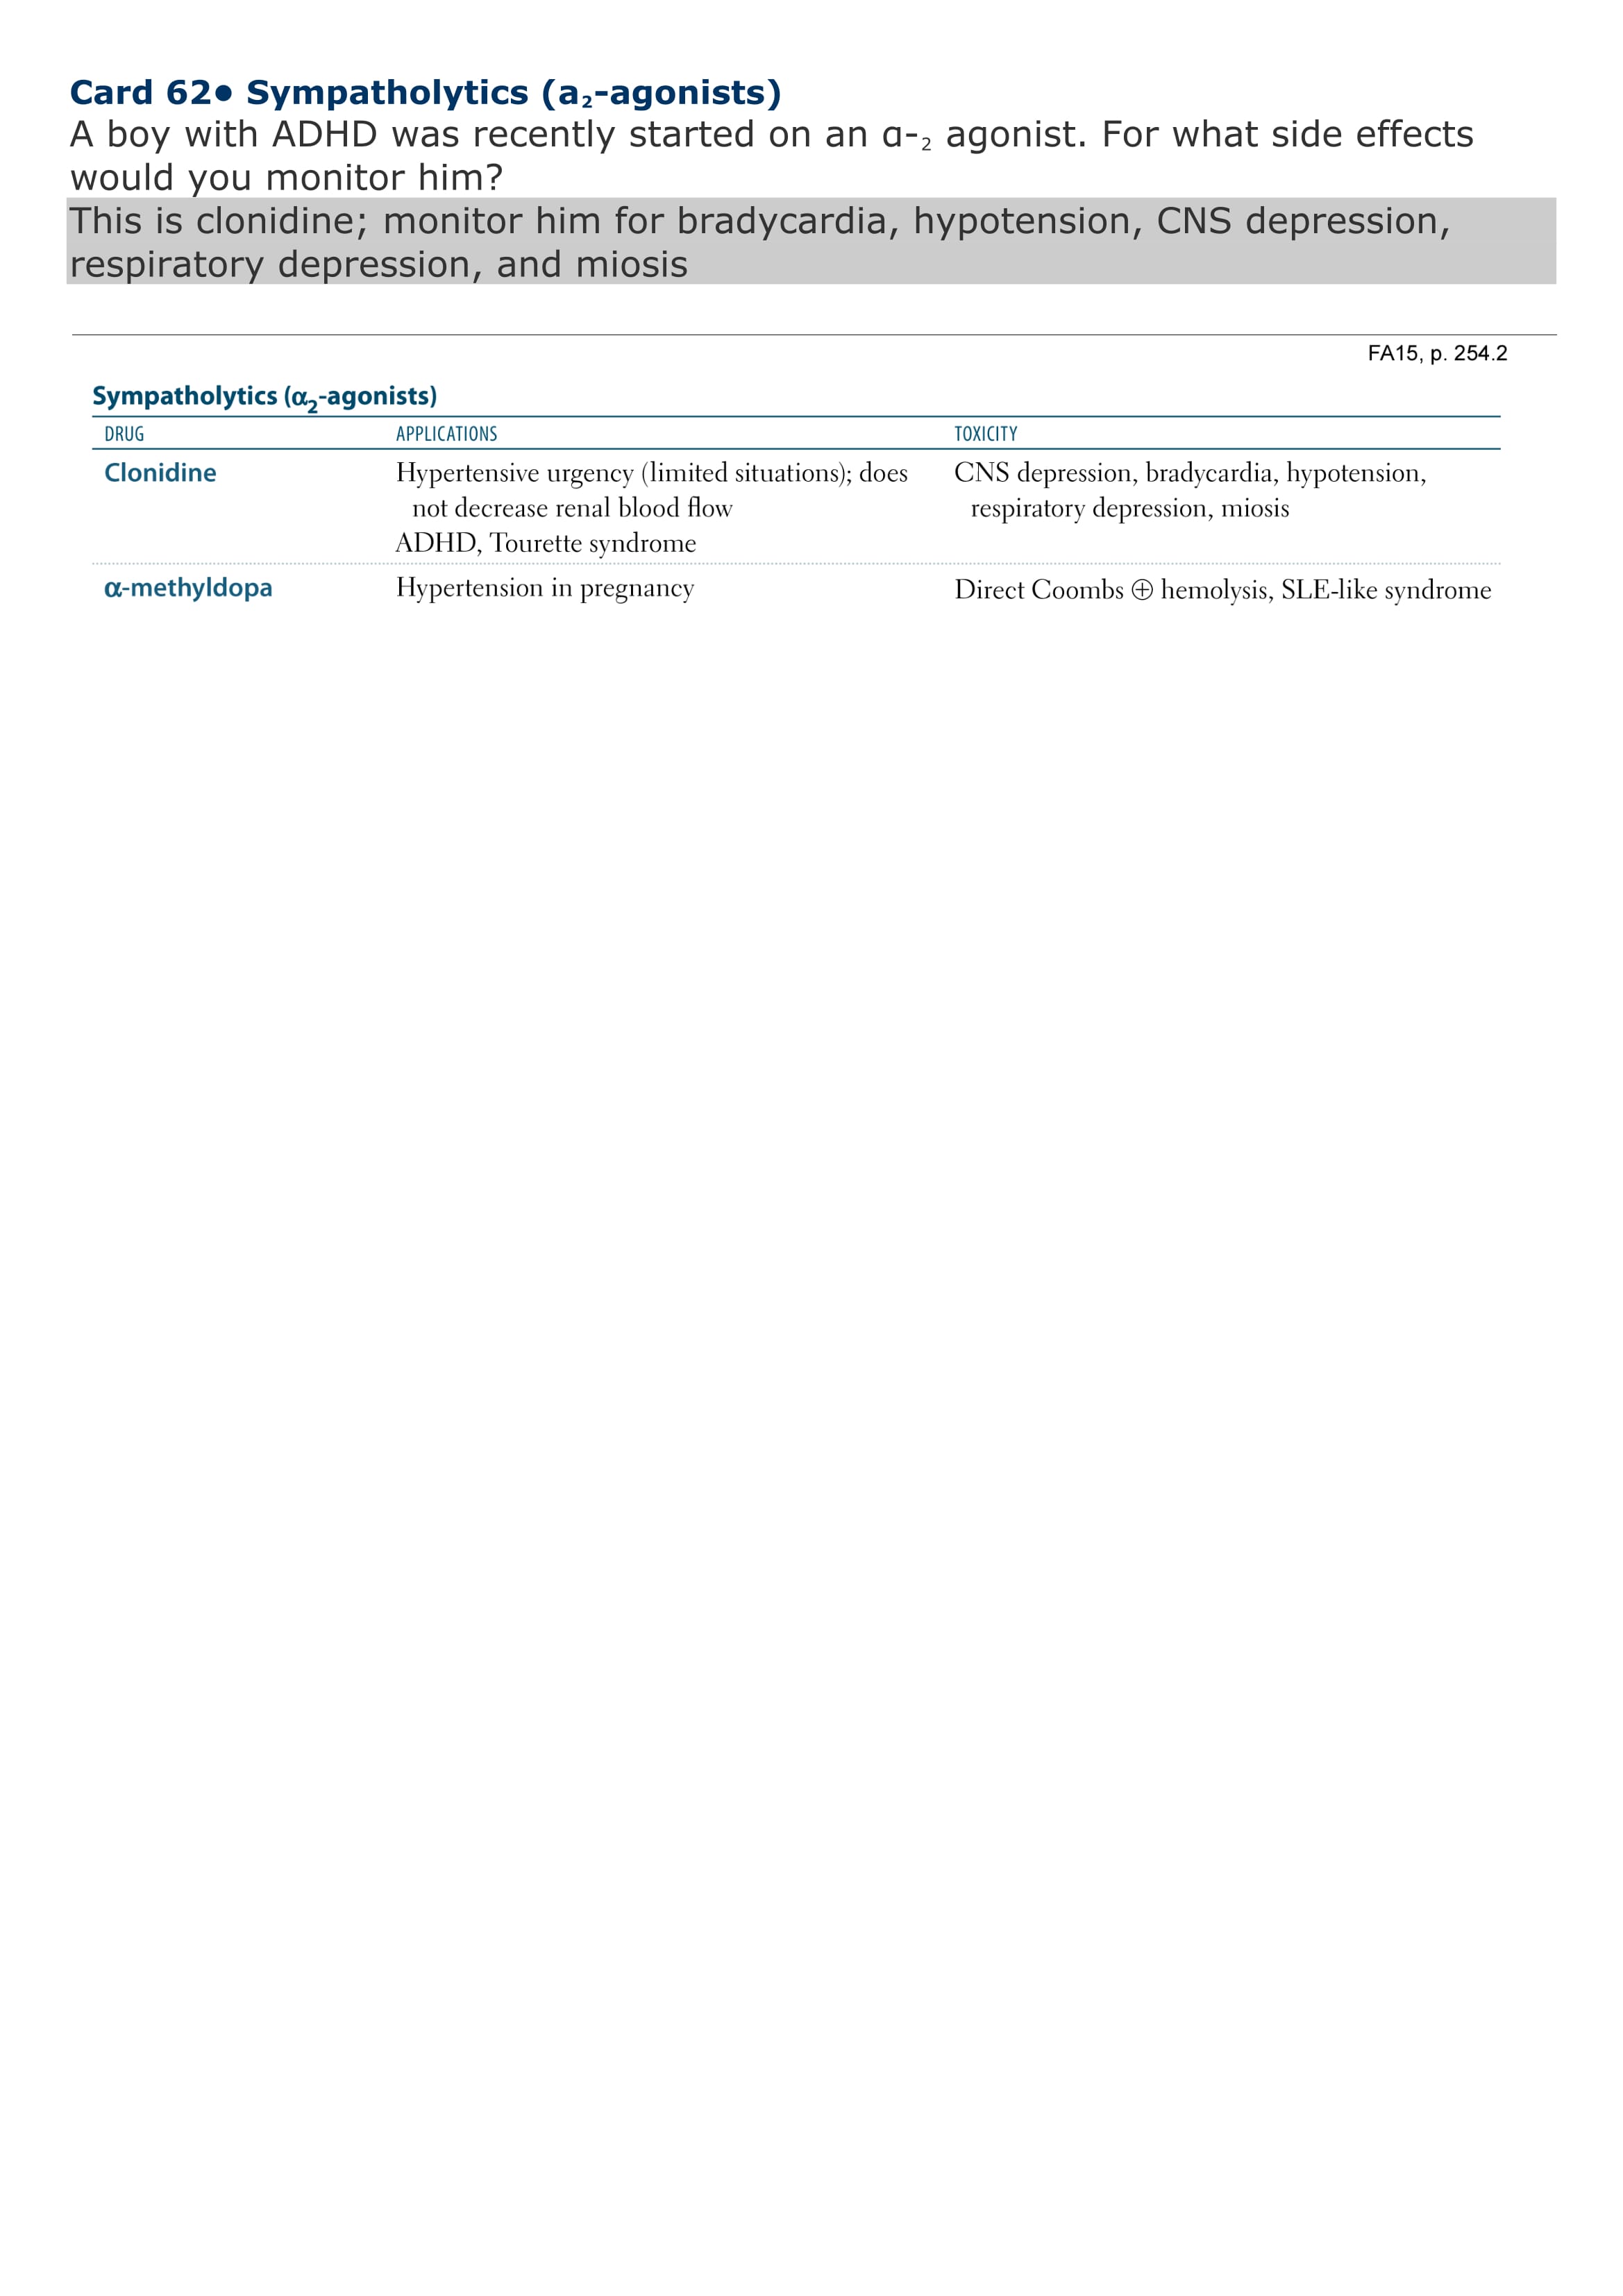 Card 62• Sympatholytics (a₂-agonists)
A boy with ADHD was recently started on an α-₂ agonist. For what side effects
would you monitor him?
This is clonidine; monitor him for bradycardia, hypotension, CNS depression,
respiratory depression, and miosis
FA15, p. 254.2
Sympatholytics (α₂-agonists)
DRUG APPLICATIONS TOXICITY
Clonidine Hypertensive urgency (limited situations); does CNS depression, bradycardia, hypotension,
not decrease renal blood flow respiratory depression, miosis
ADHD, Tourette syndrome
α-methyldopa Hypertension in pregnancy Direct Coombs ⊕ hemolysis, SLE-like syndrome